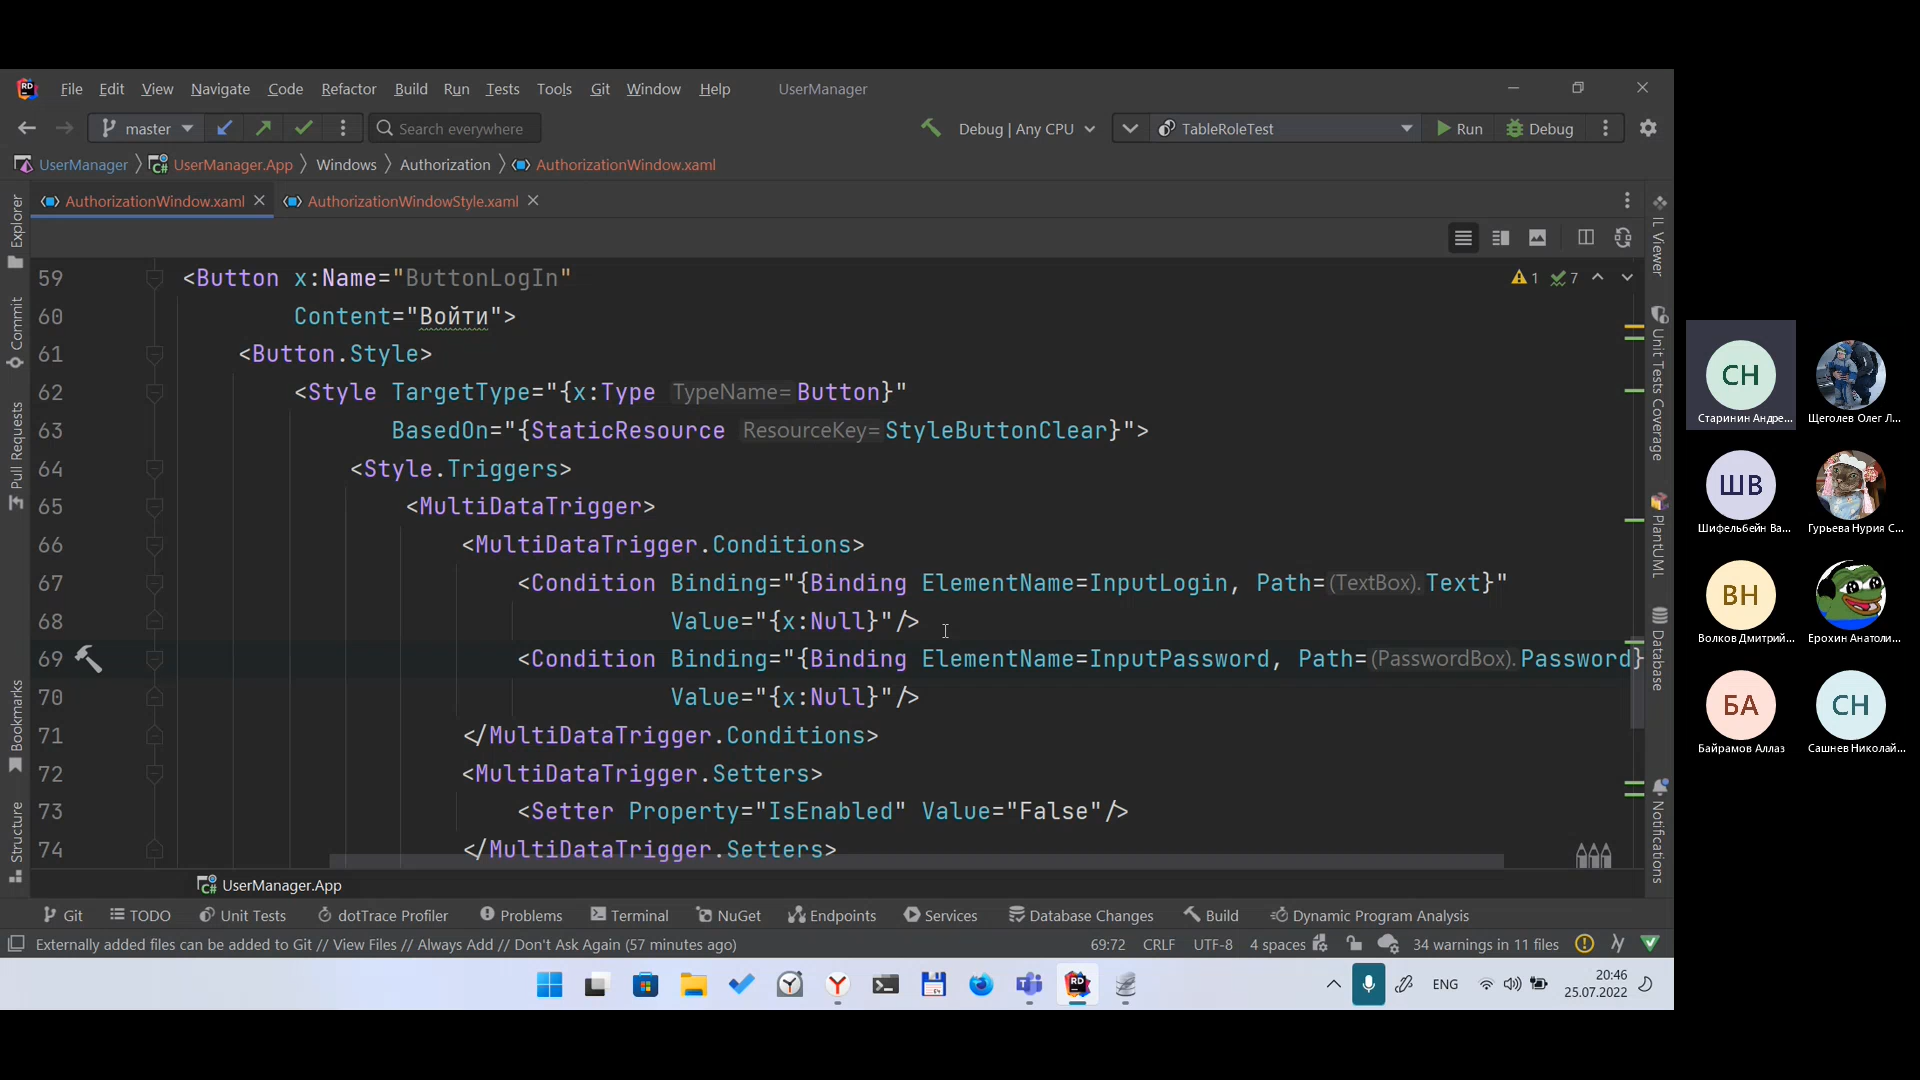 File Edit View Navigate Code Refactor Build Run Tests Tools Git Window Help UserManager
master Search everywhere Debug | Any CPU TableRoleTest Run Debug
UserManager UserManager.App Windows Authorization AuthorizationWindow.xaml
AuthorizationWindow.xaml AuthorizationWindowStyle.xaml
Explorer
Commit
Pull Requests
Bookmarks
Structure
59 <Button x:Name="ButtonLogIn"
1 7
60 Content="Войти">
61 <Button.Style>
62 <Style TargetType="{x:Type TypeName=Button}"
63 BasedOn="{StaticResource ResourceKey=StyleButtonClear}">
64 <Style.Triggers>
65 <MultiDataTrigger>
66 <MultiDataTrigger.Conditions>
67 <Condition Binding="{Binding ElementName=InputLogin, Path=(TextBox).Text}"
68 Value="{x:Null}"/>
69 <Condition Binding="{Binding ElementName=InputPassword, Path=(PasswordBox).Password}
70 Value="{x:Null}"/>
71 </MultiDataTrigger.Conditions>
72 <MultiDataTrigger.Setters>
73 <Setter Property="IsEnabled" Value="False"/>
74 </MultiDataTrigger.Setters>
IL Viewer
Unit Tests Coverage
PlantUML
Database
Notifications
UserManager.App
Git TODO Unit Tests dotTrace Profiler Problems Terminal NuGet Endpoints Services Database Changes Build Dynamic Program Analysis
Externally added files can be added to Git // View Files // Always Add // Don't Ask Again (57 minutes ago) 69:72 CRLF UTF-8 4 spaces 34 warnings in 11 files
ENG 20:46
25.07.2022
СН
Старинин Андре... Щеголев Олег Л...
ШВ
Шифельбейн Ва... Гурьева Нурия С...
ВН
Волков Дмитрий... Ерохин Анатоли...
БА СН
Байрамов Аллаз Сашнев Николай...